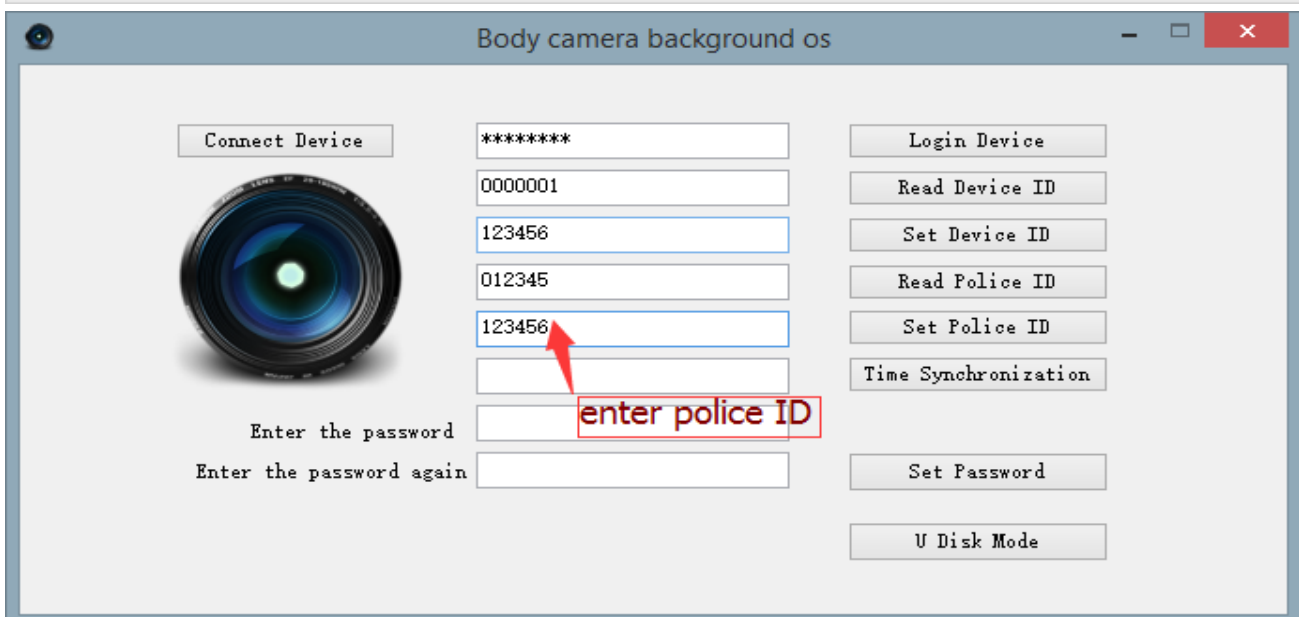 Body camera background os
Connect Device
********
Login Device
0000001
Read Device ID
123456
Set Device ID
012345
Read Police ID
123456
Set Police ID
Time Synchronization
enter police ID
Enter the password
Enter the password again
Set Password
U Disk Mode